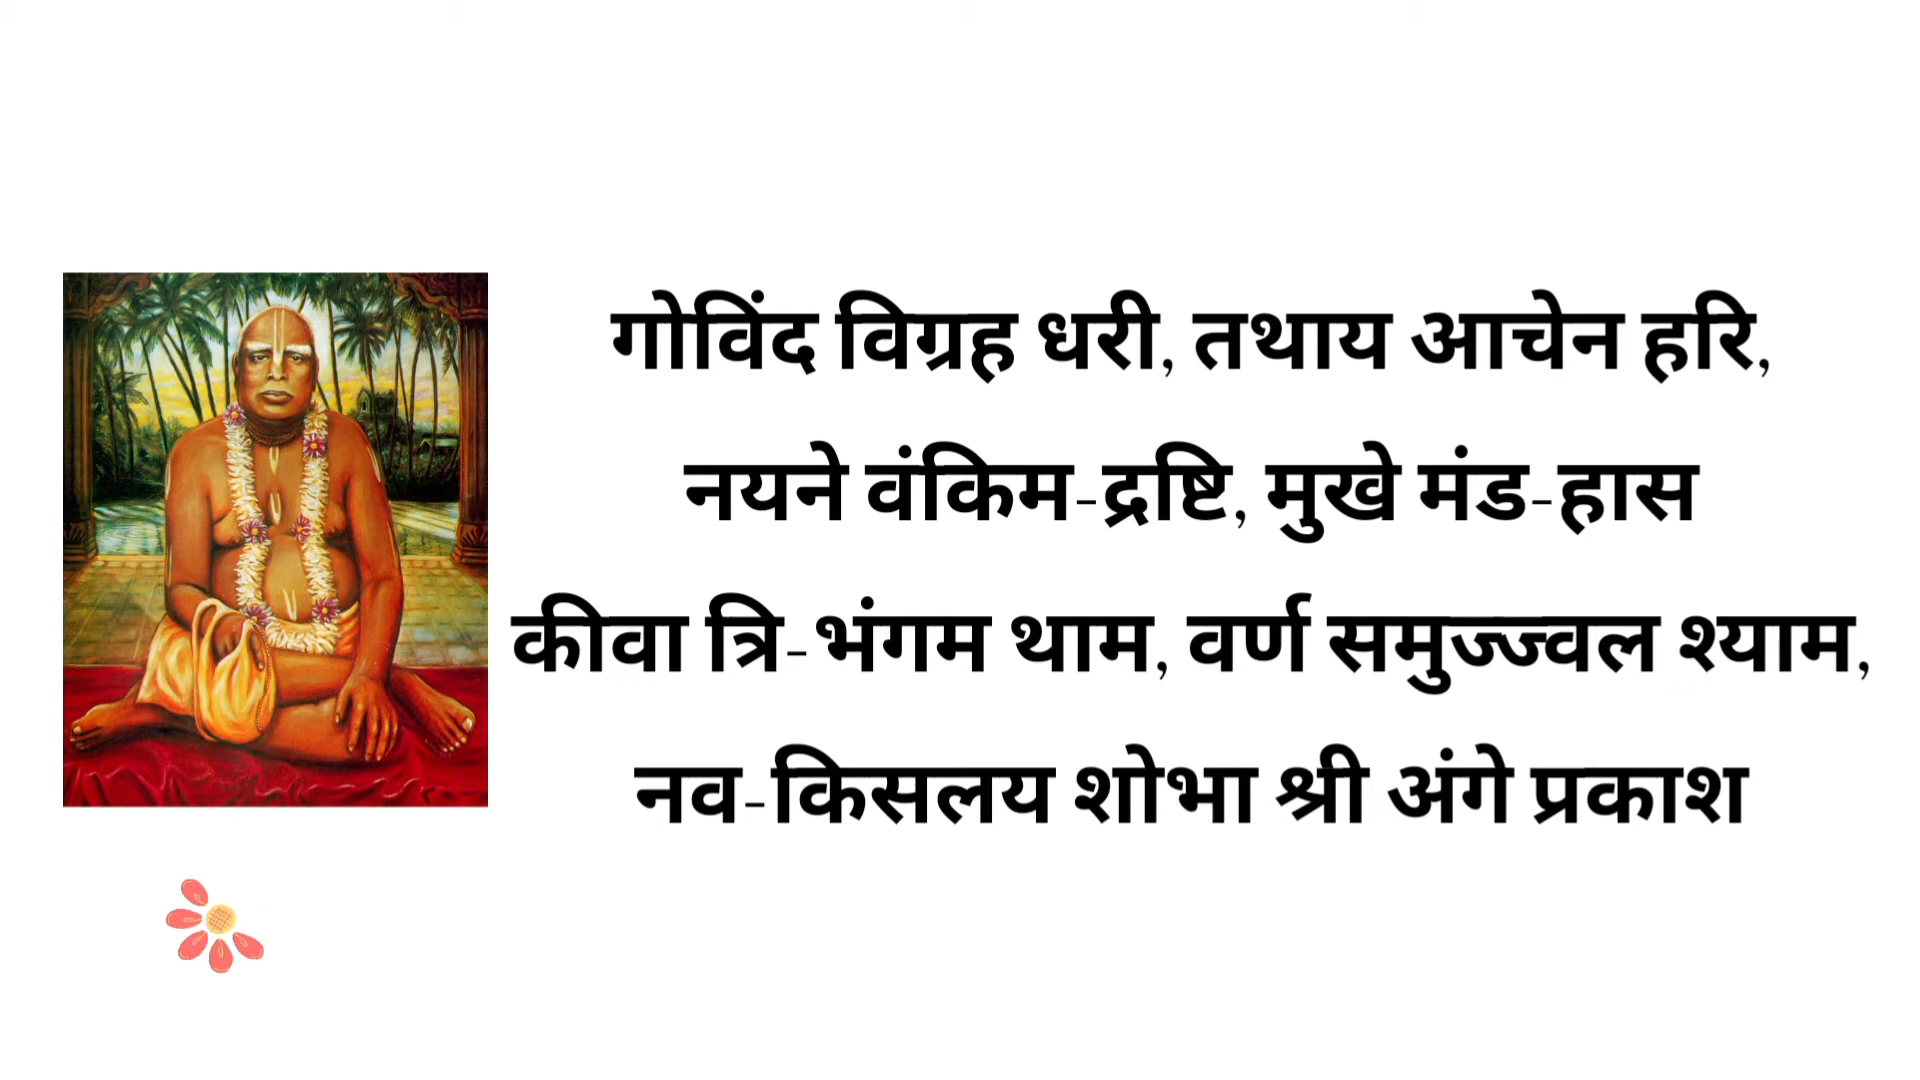 गोविंद विग्रह धरी, तथाय आचेन हरि,
नयने वंकिम-द्रष्टि, मुखे मंड-हास
कीवा त्रि-भंगम थाम, वर्ण समुज्ज्वल श्याम,
नव-किसलय शोभा श्री अंगे प्रकाश